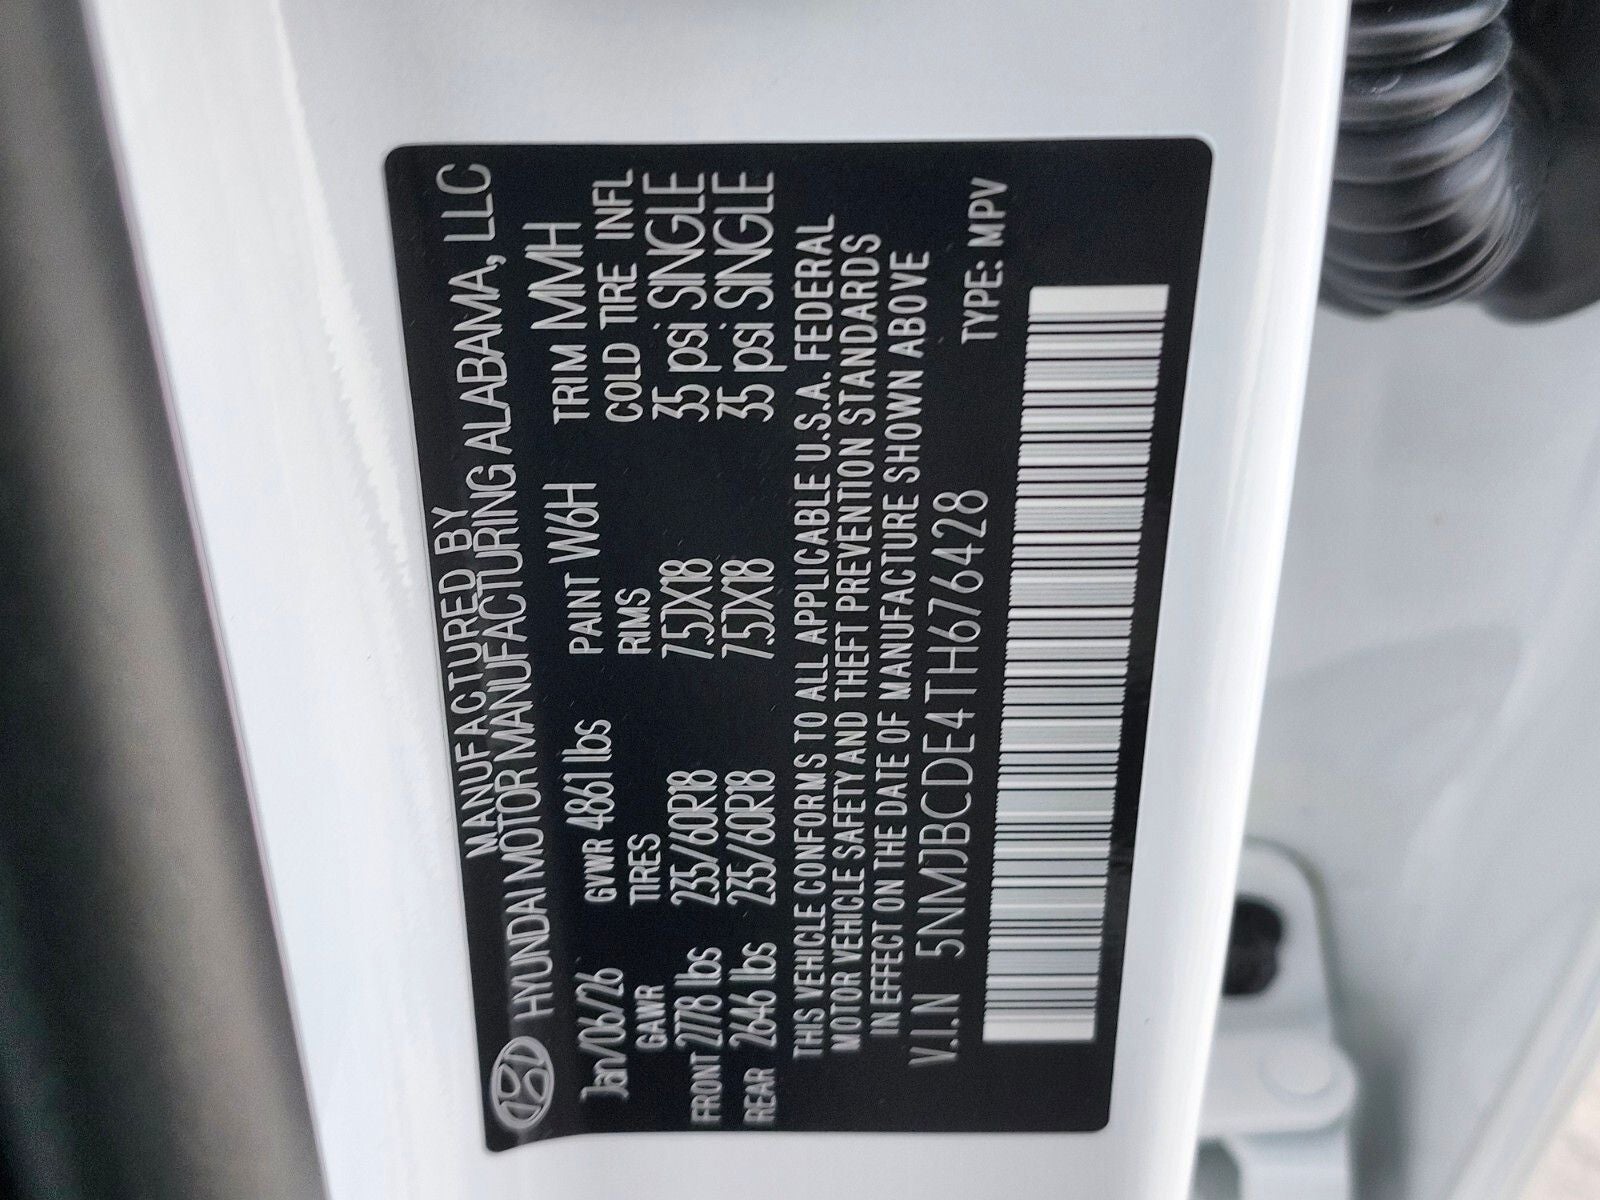 MANUFACTURED BY
HYUNDAI MOTOR MANUFACTURING ALABAMA, LLC
Jan/06/26 GVWR 4861 lbs PAINT W6H TRIM MMH
GAWR TIRES RIMS COLD TIRE INFL
FRONT 2778 lbs 235/60R18 7.5JX18 35 psi SINGLE
REAR 2646 lbs 235/60R18 7.5JX18 35 psi SINGLE
THIS VEHICLE CONFORMS TO ALL APPLICABLE U.S.A. FEDERAL
MOTOR VEHICLE SAFETY AND THEFT PREVENTION STANDARDS
IN EFFECT ON THE DATE OF MANUFACTURE SHOWN ABOVE
V.I.N 5NMJBCDE4TH676428 TYPE: MPV